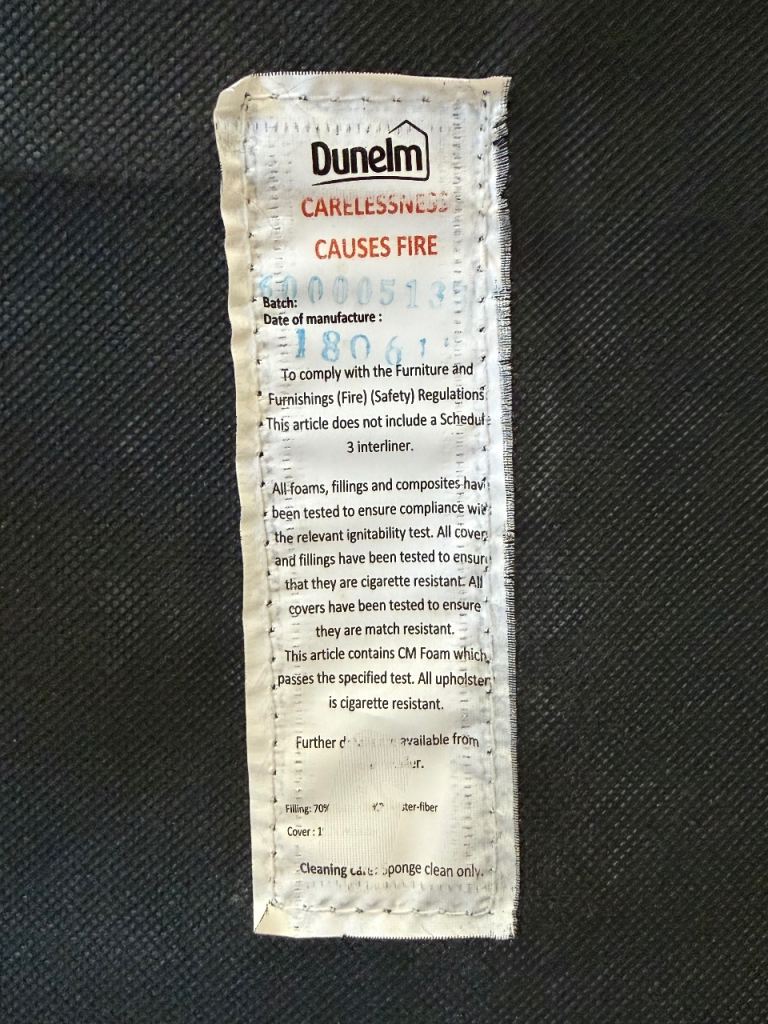 Dunelm
CARELESSNESS
CAUSES FIRE
Batch:
Date of manufacture :
To comply with the Furniture and
Furnishings (Fire) (Safety) Regulations
This article does not include a Schedule
3 interliner.
All foams, fillings and composites have
been tested to ensure compliance with
the relevant ignitability test. All covers
and fillings have been tested to ensure
that they are cigarette resistant. All
covers have been tested to ensure
they are match resistant.
This article contains CM Foam which
passes the specified test. All upholstery
is cigarette resistant.
Further available from
Filling: 70%
Cover :
Cleaning care: sponge clean only.